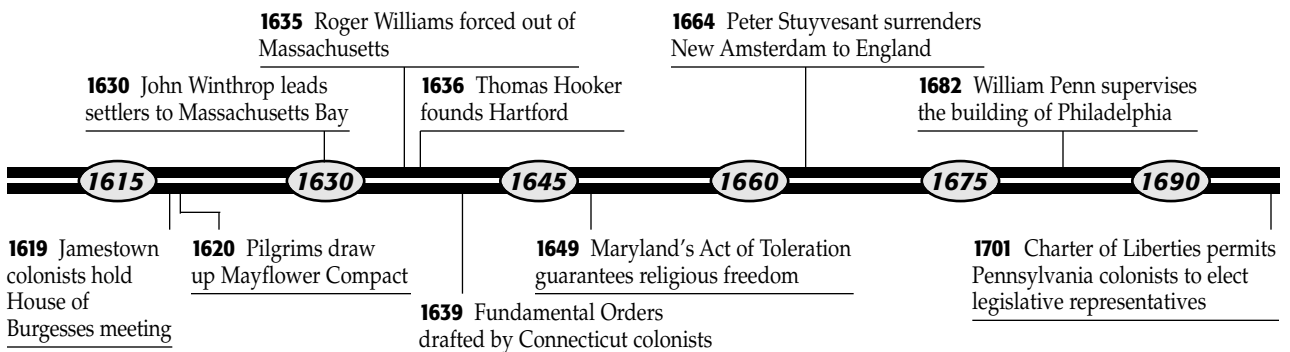 1635 Roger Williams forced out of
Massachusetts
1664 Peter Stuyvesant surrenders
New Amsterdam to England
1630 John Winthrop leads
settlers to Massachusetts Bay
1636 Thomas Hooker
founds Hartford
1682 William Penn supervises
the building of Philadelphia
1615 1630 1645 1660 1675 1690
1619 Jamestown
colonists hold
House of
Burgesses meeting
1620 Pilgrims draw
up Mayflower Compact
1639 Fundamental Orders
drafted by Connecticut colonists
1649 Maryland's Act of Toleration
guarantees religious freedom
1701 Charter of Liberties permits
Pennsylvania colonists to elect
legislative representatives